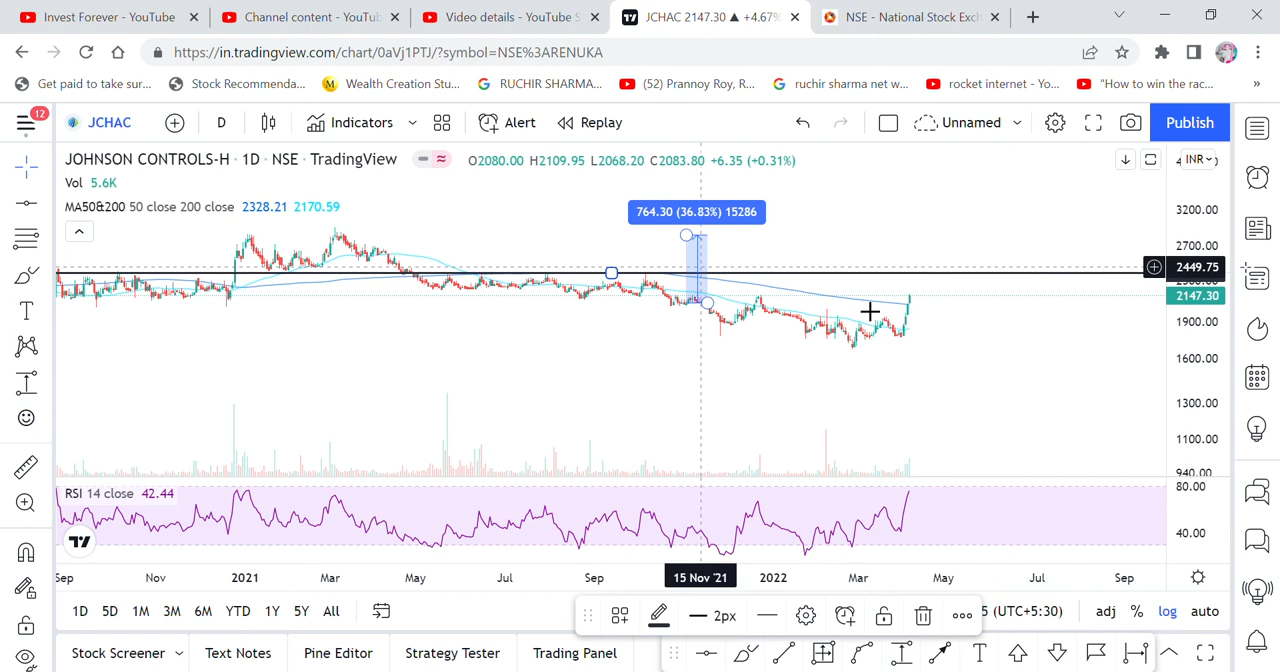 Invest Forever - YouTube
Channel content - YouTub
Video details - YouTube S
JCHAC 2147.30 ▲ +4.67%
NSE - National Stock Exch
https://in.tradingview.com/chart/0aVj1PTJ/?symbol=NSE%3ARENUKA
Get paid to take sur...
Stock Recommenda...
Wealth Creation Stu...
RUCHIR SHARMA...
(52) Prannoy Roy, R...
ruchir sharma net w...
rocket internet - Yo...
"How to win the rac...
»
12
JCHAC
D
Indicators
Alert
Replay
Unnamed
Publish
JOHNSON CONTROLS-H · 1D · NSE · TradingView
O2080.00 H2109.95 L2068.20 C2083.80 +6.35 (+0.31%)
INR
Vol 5.6K
MA50&200 50 close 200 close 2328.21 2170.59
764.30 (36.83%) 15286
3200.00
2700.00
2449.75
2147.30
1900.00
1600.00
1300.00
1100.00
940.00
RSI 14 close 42.44
80.00
40.00
Sep
Nov
2021
Mar
May
Jul
Sep
15 Nov '21
2022
Mar
May
Jul
Sep
1D 5D 1M 3M 6M YTD 1Y 5Y All
2px
5 (UTC+5:30)
adj % log auto
Stock Screener
Text Notes
Pine Editor
Strategy Tester
Trading Panel